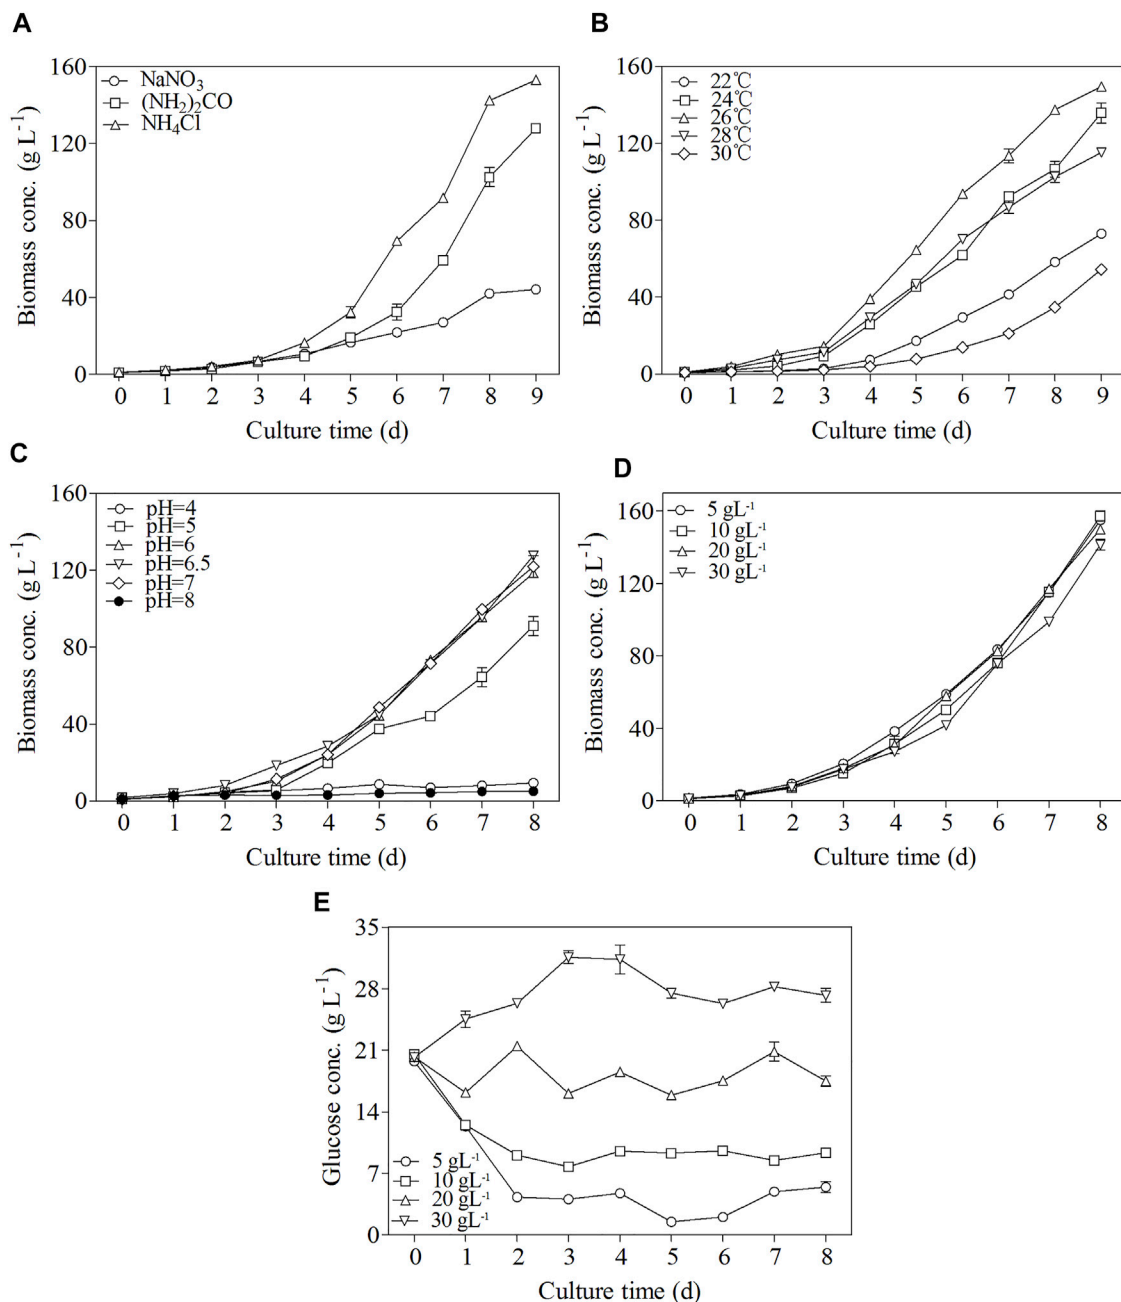 A
Biomass conc. (g L⁻¹)
160
120
80
40
0
NaNO₃
(NH₂)₂CO
NH₄Cl
0 1 2 3 4 5 6 7 8 9
Culture time (d)
B
Biomass conc. (g L⁻¹)
160
120
80
40
0
22℃
24℃
26℃
28℃
30℃
0 1 2 3 4 5 6 7 8 9
Culture time (d)
C
Biomass conc. (g L⁻¹)
160
120
80
40
0
pH=4
pH=5
pH=6
pH=6.5
pH=7
pH=8
0 1 2 3 4 5 6 7 8
Culture time (d)
D
Biomass conc. (g L⁻¹)
160
120
80
40
0
5 gL⁻¹
10 gL⁻¹
20 gL⁻¹
30 gL⁻¹
0 1 2 3 4 5 6 7 8
Culture time (d)
E
Glucose conc. (g L⁻¹)
35
28
21
14
7
0
5 gL⁻¹
10 gL⁻¹
20 gL⁻¹
30 gL⁻¹
0 1 2 3 4 5 6 7 8
Culture time (d)